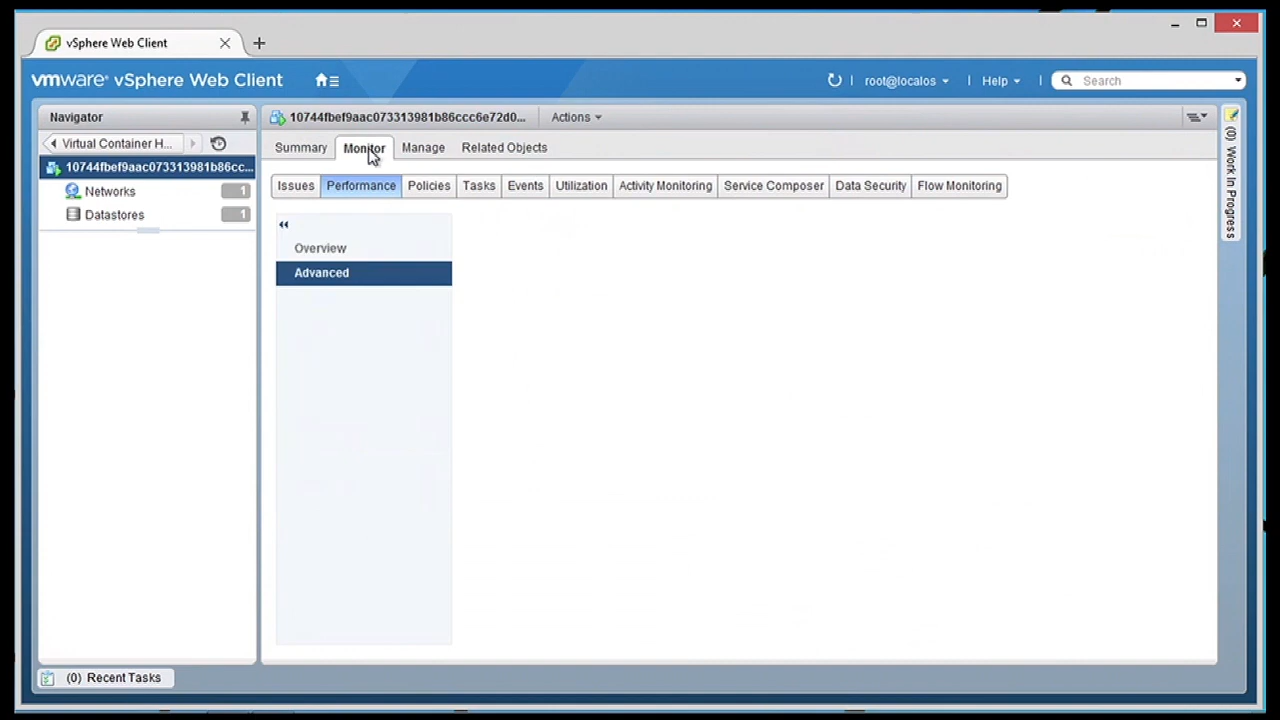 vSphere Web Client
vmware® vSphere Web Client
root@localos
Help
Search
Navigator
Virtual Container H...
10744fbef9aac073313981b86cc...
Networks 1
Datastores 1
10744fbef9aac073313981b86ccc6e72d0...
Actions
Summary Monitor Manage Related Objects
Issues Performance Policies Tasks Events Utilization Activity Monitoring Service Composer Data Security Flow Monitoring
Overview
Advanced
(0) Work In Progress
(0) Recent Tasks